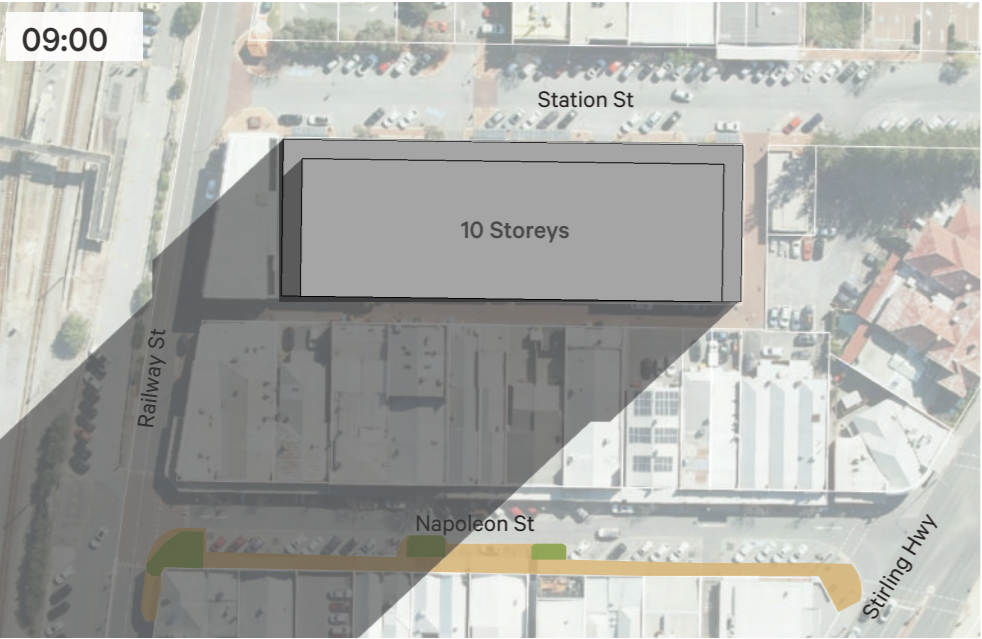 09:00
Station St
10 Storeys
Railway St
Napoleon St
Stirling Hwy